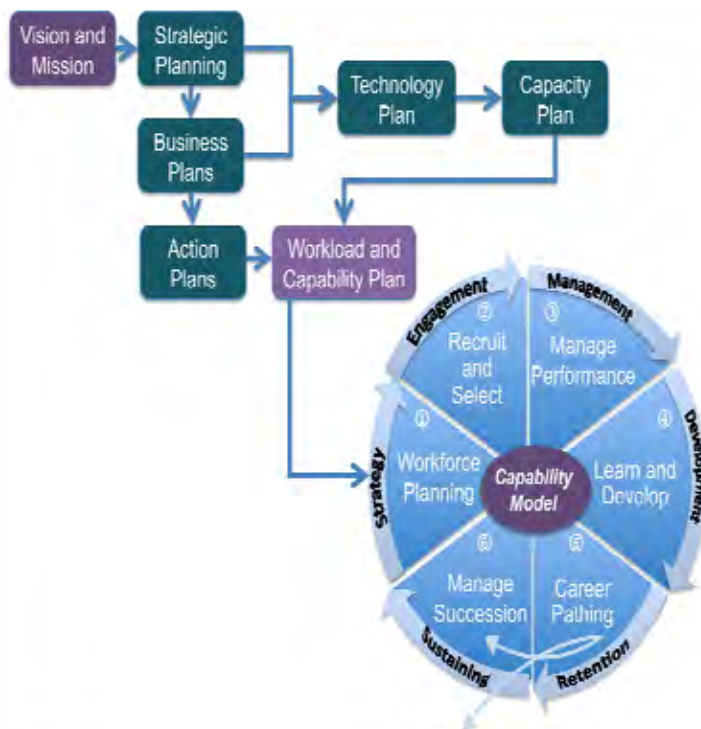 Vision and
Mission
Strategic
Planning
Technology
Plan
Capacity
Plan
Business
Plans
Action
Plans
Workload and
Capability Plan
Engagement
Management
Development
Retention
Sustaining
Strategy
①
Workforce
Planning
②
Recruit
and
Select
③
Manage
Performance
④
Learn and
Develop
⑤
Career
Pathing
⑥
Manage
Succession
Capability
Model